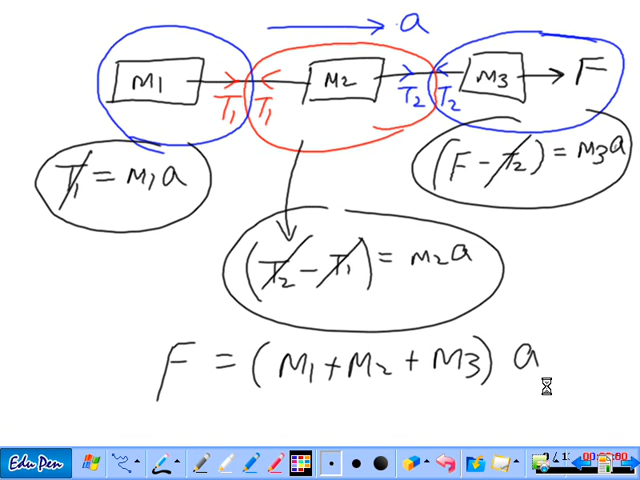 a
M1 M2 M3 F
T1 T1 T2 T2
T1 = M1a
(F - T2) = M3a
(T2 - T1) = M2a
F = (M1 + M2 + M3) a
Edu Pen